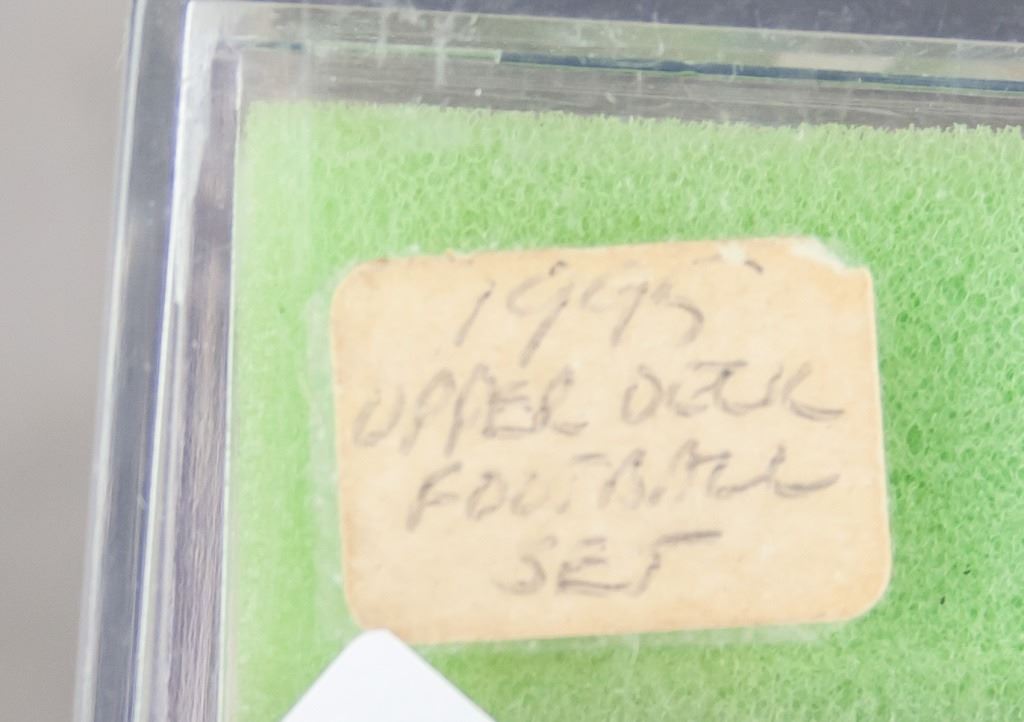 1995
UPPER DECK
FOOTBALL
SET